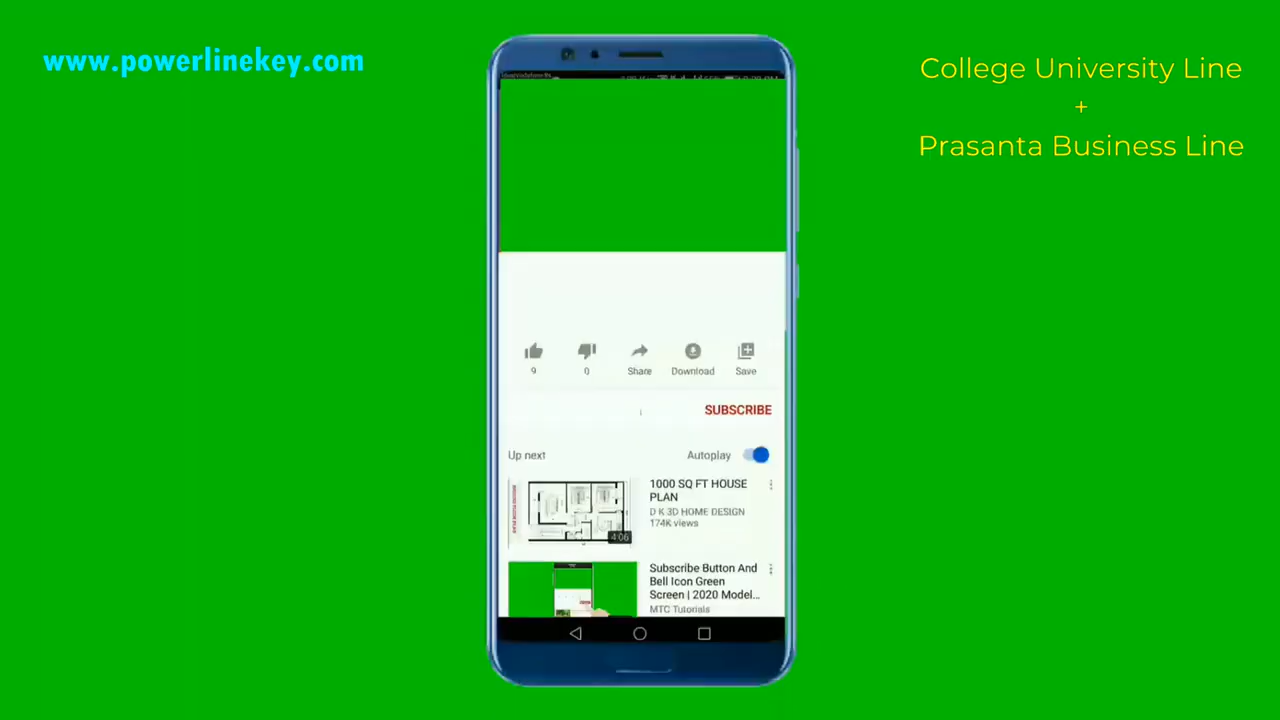 www.powerlinekey.com
College University Line
+
Prasanta Business Line
9
0
Share
Download
Save
SUBSCRIBE
Up next
Autoplay
4:06
1000 SQ FT HOUSE
PLAN
D K 3D HOME DESIGN
174K views
Subscribe Button And
Bell Icon Green
Screen | 2020 Model...
MTC Tutorials